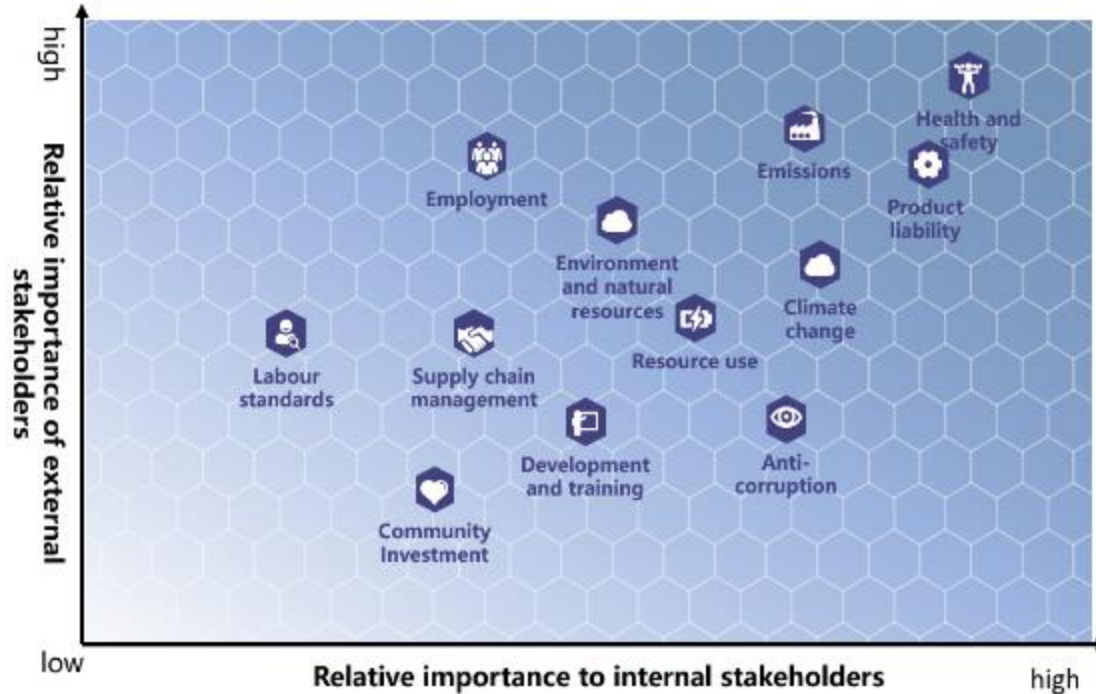 high
Relative importance of external
stakeholders
Health and
safety
Emissions
Product
liability
Employment
Environment
and natural
resources
Climate
change
Resource use
Labour
standards
Supply chain
management
Development
and training
Anti-
corruption
Community
Investment
low
Relative importance to internal stakeholders
high